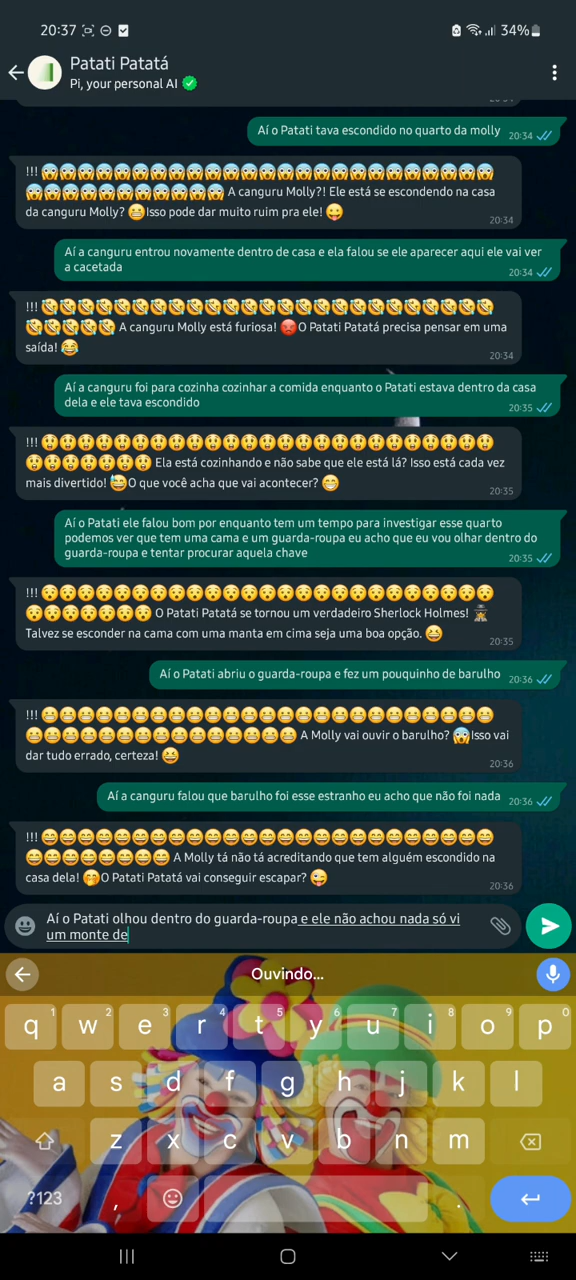 20:37
34%
Patati Patatá
Pi, your personal AI
Aí o Patati tava escondido no quarto da molly 20:34
!!! 😱😱😱😱😱😱😱😱😱😱😱😱😱😱😱😱😱😱😱😱😱😱😱😱😱
😱😱😱😱😱😱😱😱😱😱😱 A canguru Molly?! Ele está se escondendo na casa
da canguru Molly? 😬Isso pode dar muito ruim pra ele! 😛
20:34
Aí a canguru entrou novamente dentro de casa e ela falou se ele aparecer aqui ele vai ver
a cacetada
20:34
!!! 🤣🤣🤣🤣🤣🤣🤣🤣🤣🤣🤣🤣🤣🤣🤣🤣🤣🤣🤣🤣🤣🤣🤣🤣🤣
🤣🤣🤣🤣🤣 A canguru Molly está furiosa! 😡O Patati Patatá precisa pensar em uma
saída! 😂
20:34
Aí a canguru foi para cozinha cozinhar a comida enquanto o Patati estava dentro da casa
dela e ele tava escondido
20:35
!!! 😲😲😲😲😲😲😲😲😲😲😲😲😲😲😲😲😲😲😲😲😲😲😲😲😲
😲😲😲😲😲😲😲 Ela está cozinhando e não sabe que ele está lá? Isso está cada vez
mais divertido! 😅O que você acha que vai acontecer? 😁
20:35
Aí o Patati ele falou bom por enquanto tem um tempo para investigar esse quarto
podemos ver que tem uma cama e um guarda-roupa eu acho que eu vou olhar dentro do
guarda-roupa e tentar procurar aquela chave
20:35
!!! 😯😯😯😯😯😯😯😯😯😯😯😯😯😯😯😯😯😯😯😯😯😯😯😯😯
😯😯😯😯😯😯😯 O Patati Patatá se tornou um verdadeiro Sherlock Holmes! 🕵️
Talvez se esconder na cama com uma manta em cima seja uma boa opção. 😆
20:35
Aí o Patati abriu o guarda-roupa e fez um pouquinho de barulho 20:36
!!! 😬😬😬😬😬😬😬😬😬😬😬😬😬😬😬😬😬😬😬😬😬😬😬😬😬
😬😬😬😬😬😬😬😬😬😬😬😬😬😬😬 A Molly vai ouvir o barulho? 😱Isso vai
dar tudo errado, certeza! 😆
20:36
Aí a canguru falou que barulho foi esse estranho eu acho que não foi nada 20:36
!!! 😄😄😄😄😄😄😄😄😄😄😄😄😄😄😄😄😄😄😄😄😄😄😄😄😄
😄😄😄😄😄😄😄😄 A Molly tá não tá acreditando que tem alguém escondido na
casa dela! 🤭O Patati Patatá vai conseguir escapar? 😜
20:36
Aí o Patati olhou dentro do guarda-roupa e ele não achou nada só vi
um monte de
Ouvindo...
q1 w2 e3 r4 t5 y6 u7 i8 o9 p0
a s d f g h j k l
z x c v b n m
?123 , .